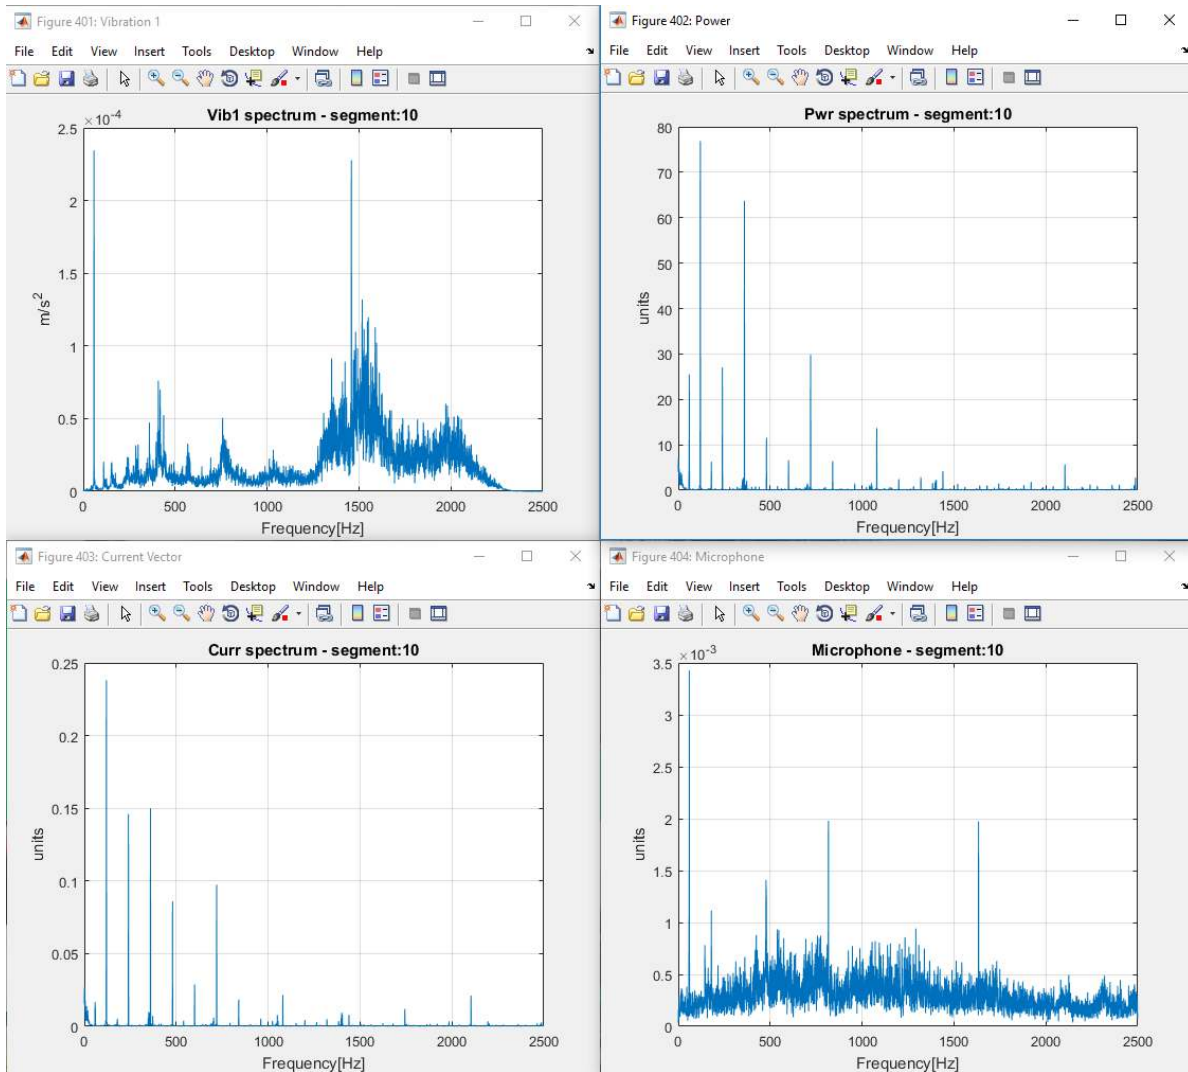 Figure 401: Vibration 1
File Edit View Insert Tools Desktop Window Help
Vib1 spectrum - segment:10
×10-4
2.5
2
1.5
1
0.5
0
m/s2
0 500 1000 1500 2000 2500
Frequency[Hz]
Figure 402: Power
File Edit View Insert Tools Desktop Window Help
Pwr spectrum - segment:10
80
70
60
50
40
30
20
10
0
units
0 500 1000 1500 2000 2500
Frequency[Hz]
Figure 403: Current Vector
File Edit View Insert Tools Desktop Window Help
Curr spectrum - segment:10
0.25
0.2
0.15
0.1
0.05
0
units
0 500 1000 1500 2000 2500
Frequency[Hz]
Figure 404: Microphone
File Edit View Insert Tools Desktop Window Help
Microphone - segment:10
×10-3
3.5
3
2.5
2
1.5
1
0.5
0
units
0 500 1000 1500 2000 2500
Frequency[Hz]